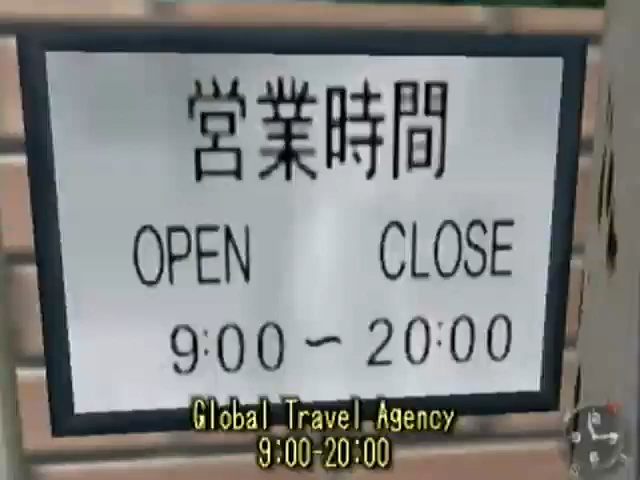 営業時間
OPEN CLOSE
9:00～20:00
Global Travel Agency
9:00-20:00